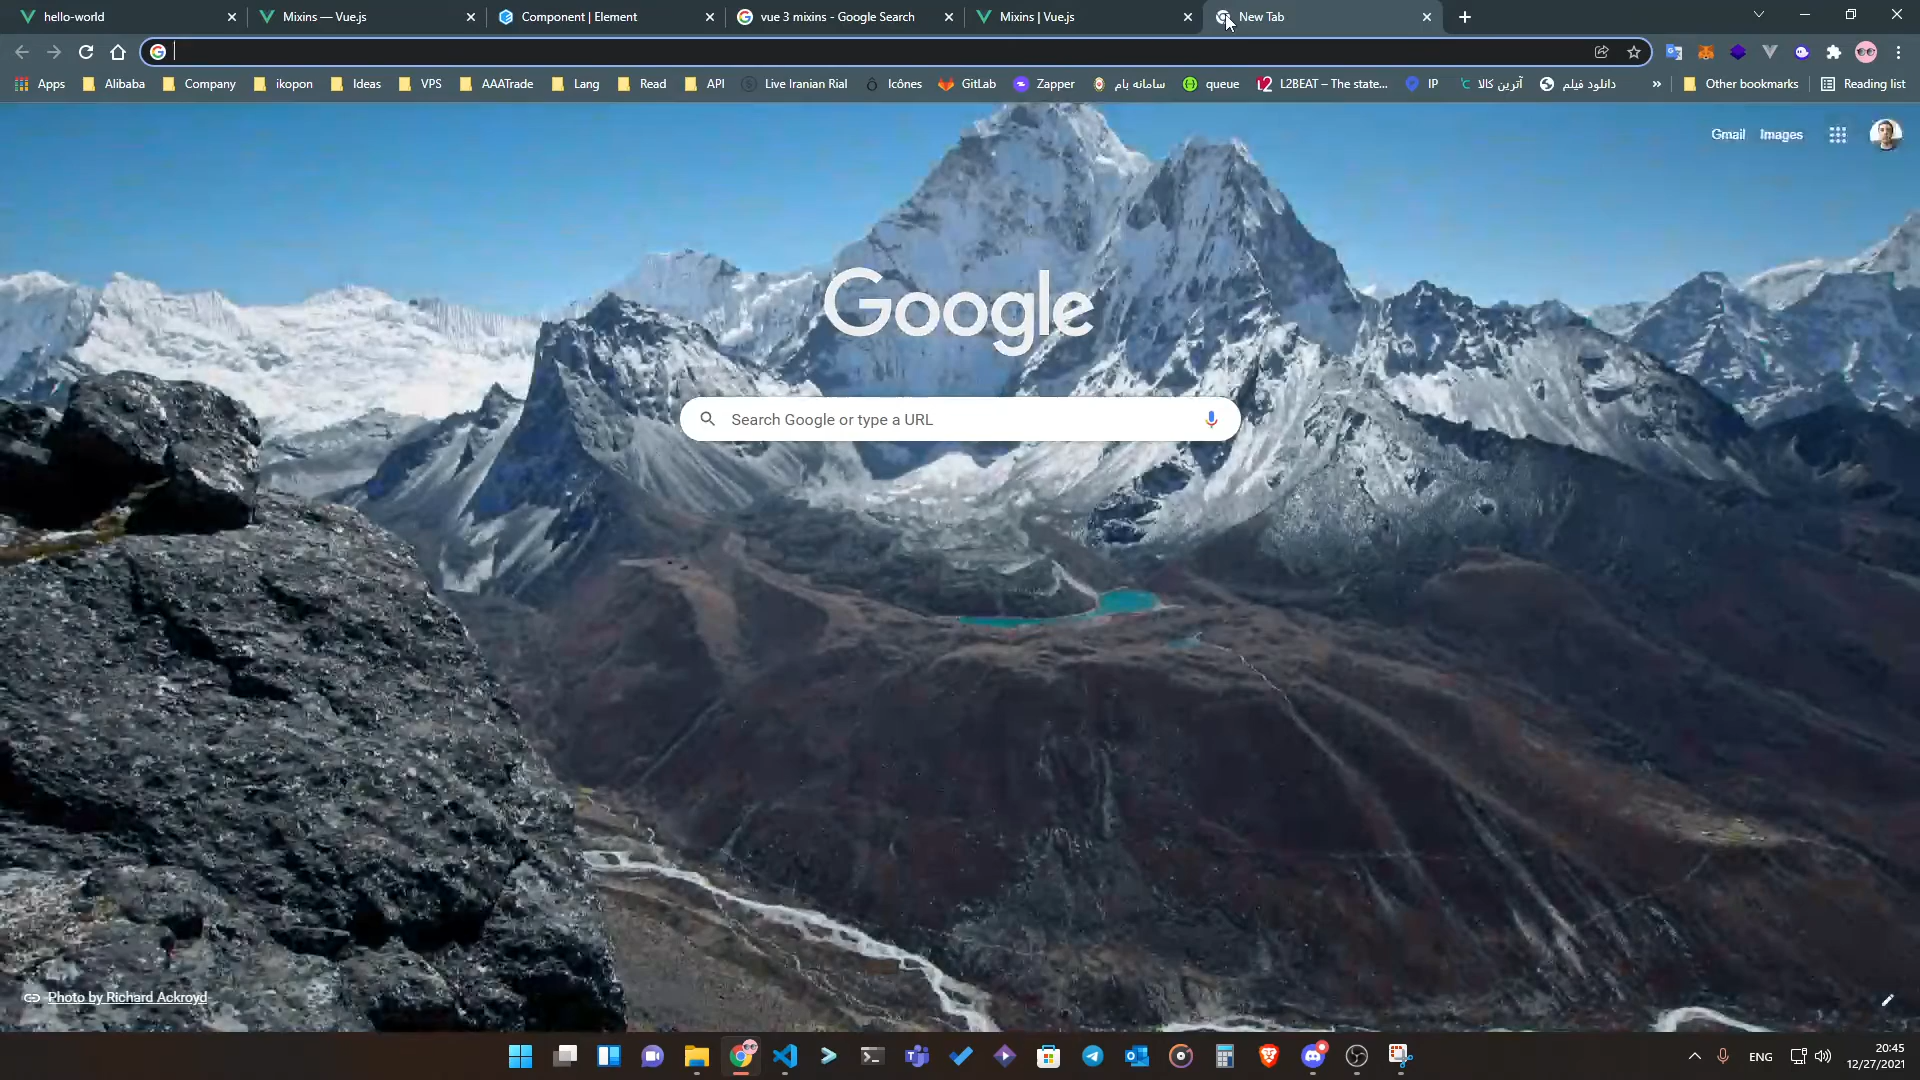 hello-world
Mixins — Vue.js
Component | Element
vue 3 mixins - Google Search
Mixins | Vue.js
New Tab
Apps
Alibaba
Company
ikopon
Ideas
VPS
AAATrade
Lang
Read
API
Live Iranian Rial
Icônes
GitLab
Zapper
سامانه بام
queue
L2BEAT – The state...
IP
آترین کالا
دانلود فیلم
»
Other bookmarks
Reading list
Gmail
Images
Google
Search Google or type a URL
Photo by Richard Ackroyd
ENG
20:45
12/27/2021